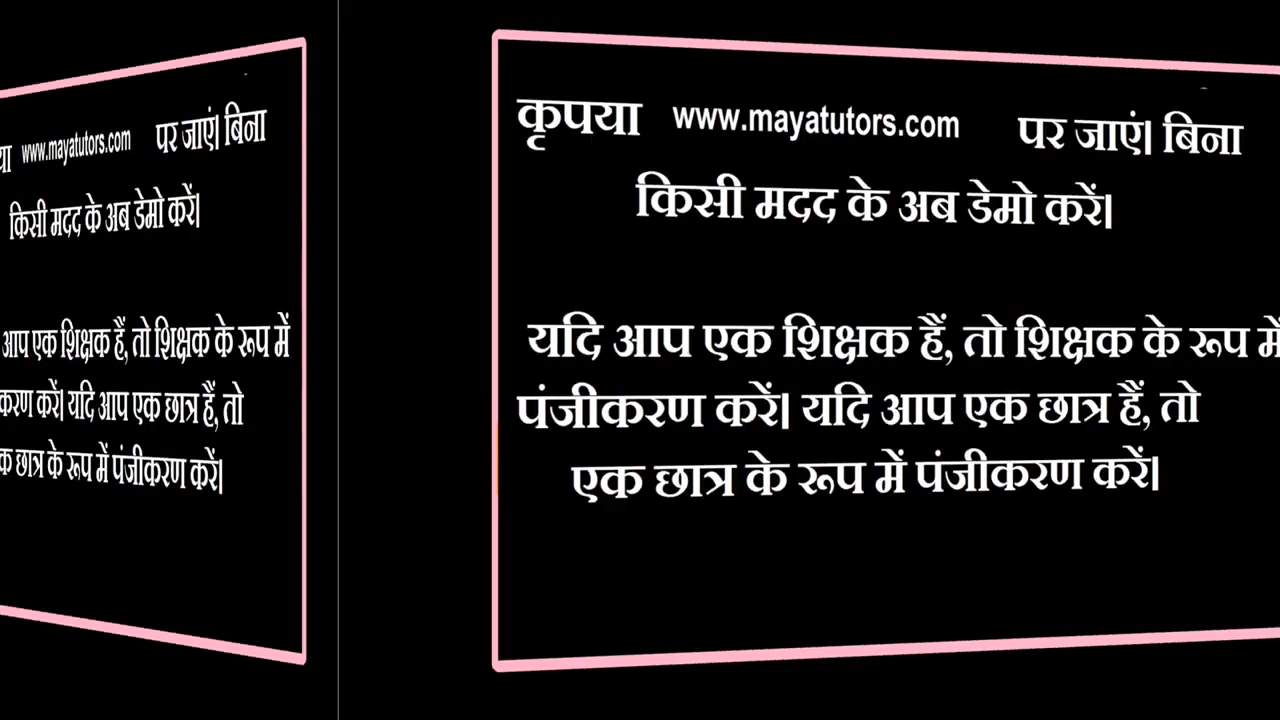 या www.mayatutors.com पर जाएं। बिना
किसी मदद के अब डेमो करें।
आप एक शिक्षक हैं, तो शिक्षक के रूप में
करण करें। यदि आप एक छात्र हैं, तो
क छात्र के रूप में पंजीकरण करें।
कृपया www.mayatutors.com पर जाएं। बिना
किसी मदद के अब डेमो करें।
यदि आप एक शिक्षक हैं, तो शिक्षक के रूप में
पंजीकरण करें। यदि आप एक छात्र हैं, तो
एक छात्र के रूप में पंजीकरण करें।